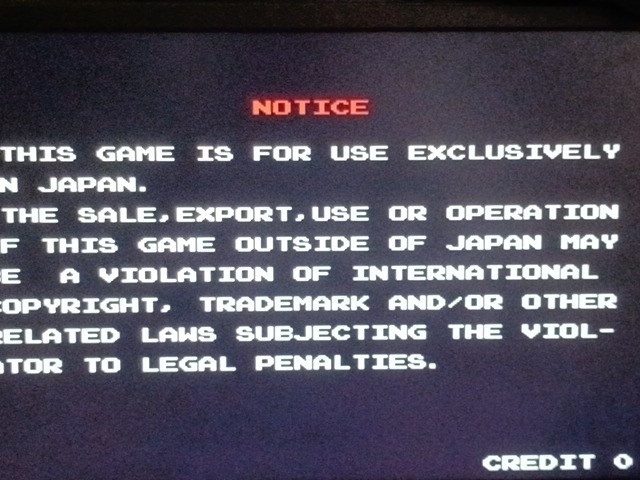 NOTICE
THIS GAME IS FOR USE EXCLUSIVELY
N JAPAN.
THE SALE,EXPORT,USE OR OPERATION
F THIS GAME OUTSIDE OF JAPAN MAY
E A VIOLATION OF INTERNATIONAL
COPYRIGHT, TRADEMARK AND/OR OTHER
RELATED LAWS SUBJECTING THE VIOL-
ATOR TO LEGAL PENALTIES.
CREDIT 0